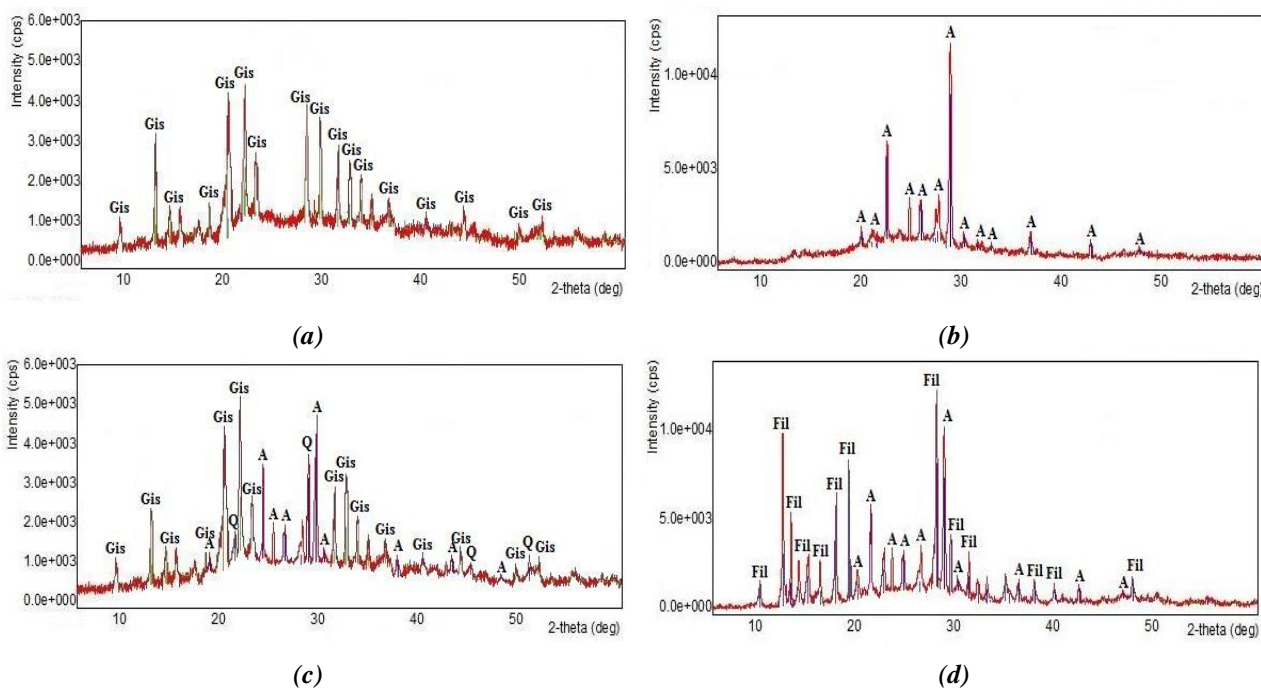 Intensity (cps)
6.0e+003
5.0e+003
4.0e+003
3.0e+003
2.0e+003
1.0e+003
0.0e+003
Gis Gis Gis Gis Gis Gis Gis Gis Gis Gis Gis Gis Gis Gis Gis Gis Gis
10 20 30 40 50
2-theta (deg)
(a)
Intensity (cps)
1.0e+004
5.0e+003
0.0e+003
A A A A A A A A A A A A A
10 20 30 40 50
2-theta (deg)
(b)
Intensity (cps)
6.0e+003
5.0e+003
4.0e+003
3.0e+003
2.0e+003
1.0e+003
0.0e+003
Gis Gis Gis Gis A Gis Q Gis Gis A A A Q A A Gis Gis Gis Gis A Gis A Gis Q A Gis Q Gis
10 20 30 40 50
2-theta (deg)
(c)
Intensity (cps)
1.0e+004
5.0e+003
0.0e+003
Fil Fil Fil Fil Fil Fil Fil A A A A A Fil A Fil A Fil A Fil Fil A A Fil
10 20 30 40 50
2-theta (deg)
(d)